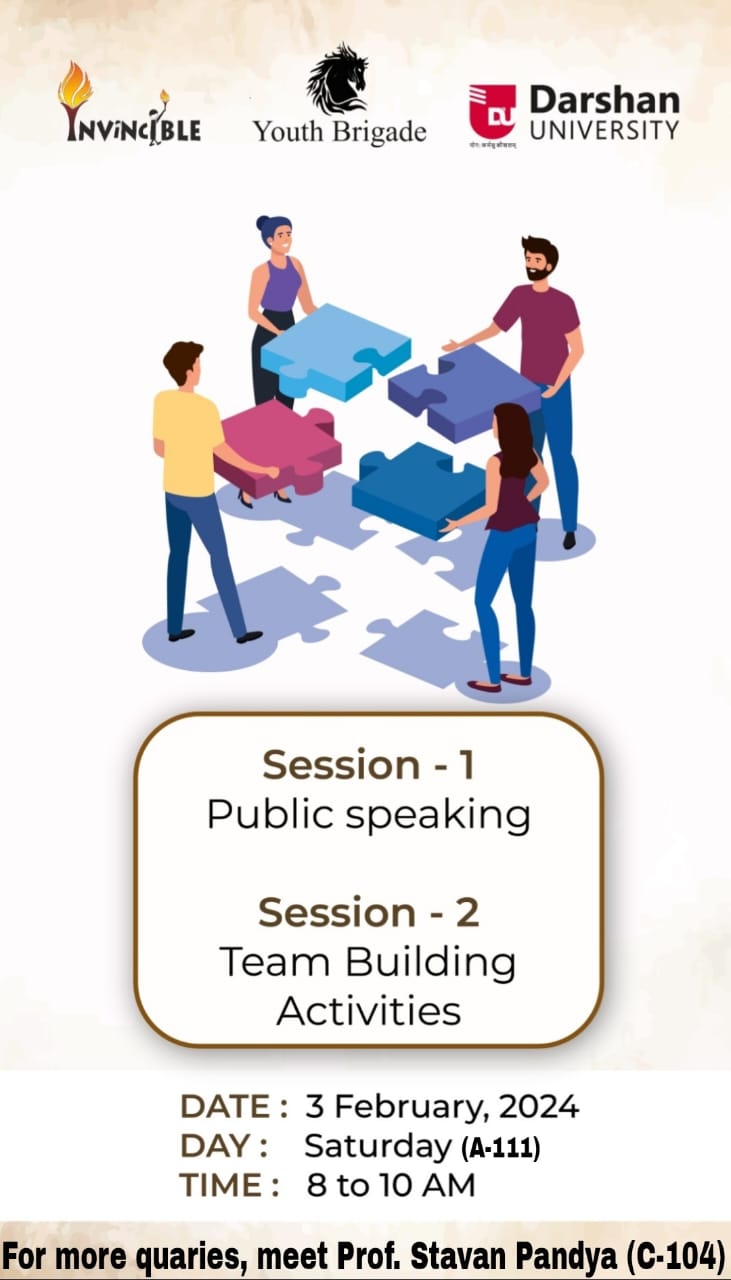 INVINCIBLE
Youth Brigade
Darshan
UNIVERSITY
DU
योगः कर्मसु कौशलम्
Session - 1
Public speaking
Session - 2
Team Building
Activities
DATE : 3 February, 2024
DAY : Saturday (A-111)
TIME : 8 to 10 AM
For more quaries, meet Prof. Stavan Pandya (C-104)